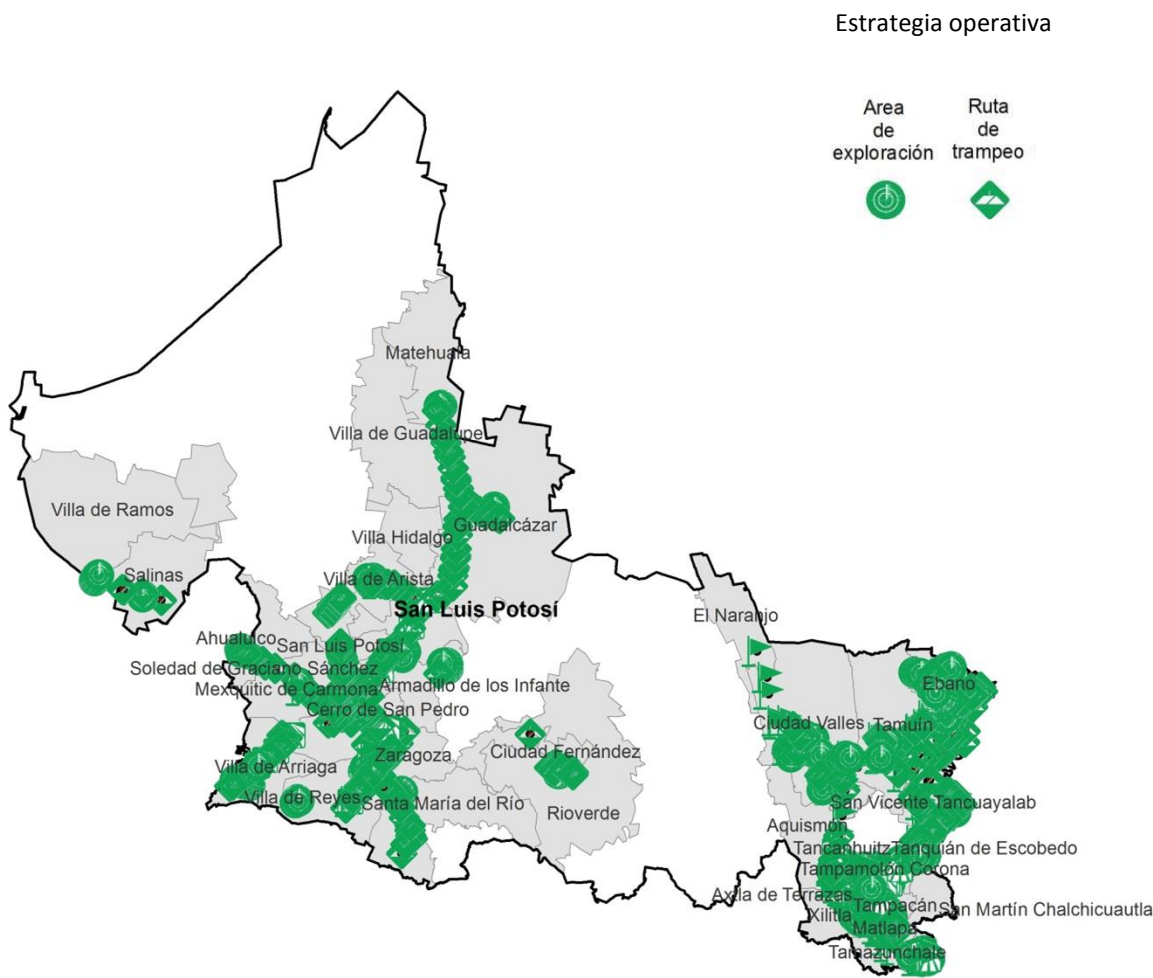 Estrategia operativa
Area
de
exploración
Ruta
de
trampeo
Matehuala
Villa de Guadalupe
Villa de Ramos
Guadalcázar
Villa Hidalgo
Salinas
Villa de Arista
San Luis Potosí
El Naranjo
Ahualulco
San Luis Potosí
Soledad de Graciano Sánchez
Mexquitic de Carmona
Armadillo de los Infante
Ebano
Cerro de San Pedro
Ciudad Valles
Tamuín
Zaragoza
Ciudad Fernández
Villa de Arriaga
Villa de Reyes
Santa María del Río
Rioverde
San Vicente Tancuayalab
Aquismón
Tancanhuitz
Tanquián de Escobedo
Tampamolón Corona
Axtla de Terrazas
Tampacán
San Martín Chalchicuautla
Xilitla
Matlapa
Tamazunchale